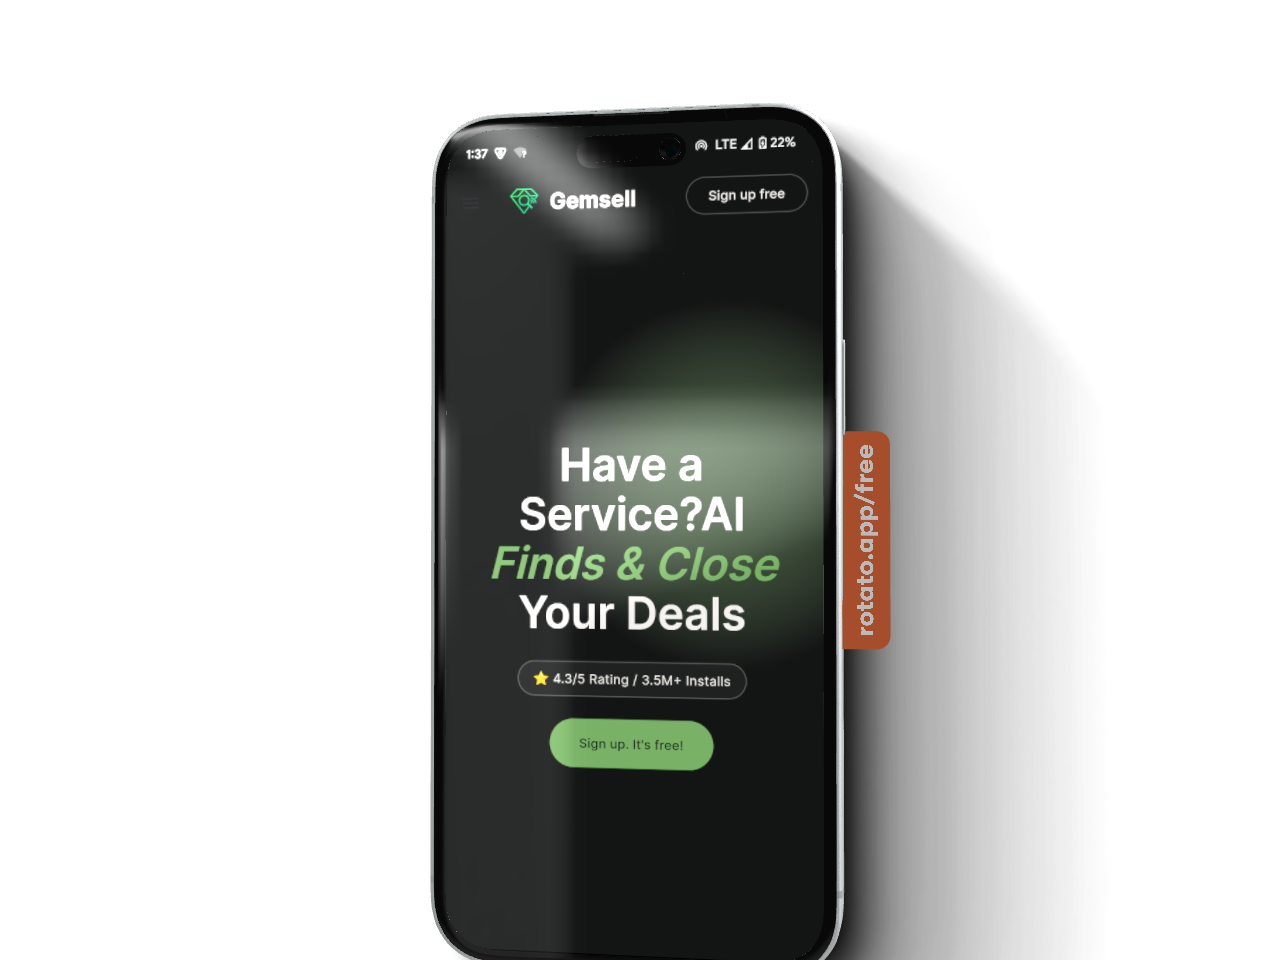 1:37 LTE 22%
Gemsell
Sign up free
Have a
Service?AI
Finds & Close
Your Deals
⭐ 4.3/5 Rating / 3.5M+ Installs
Sign up. It's free!
rotato.app/free